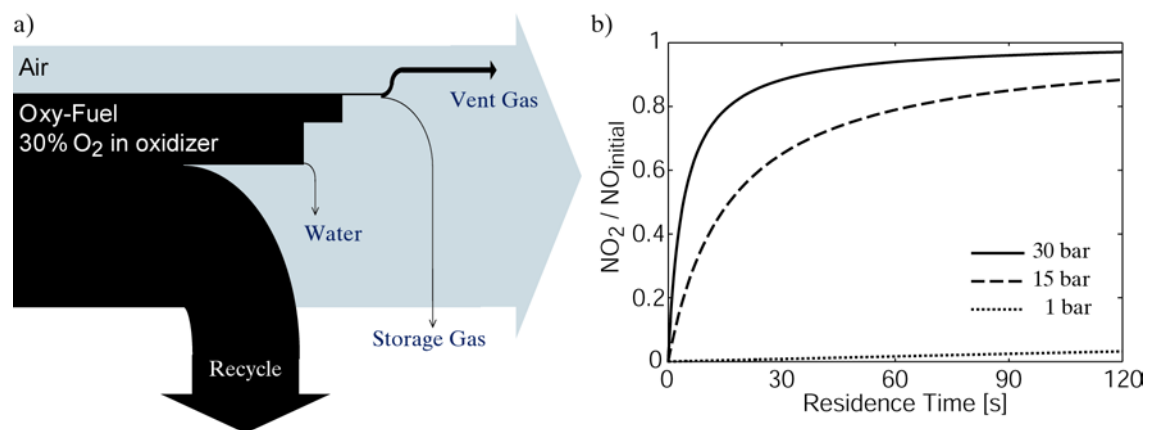 a)
Air
Oxy-Fuel
30% O2 in oxidizer
Vent Gas
Water
Storage Gas
Recycle
b)
NO2 / NOinitial
1
0.8
0.6
0.4
0.2
0
30 bar
15 bar
1 bar
0 30 60 90 120
Residence Time [s]